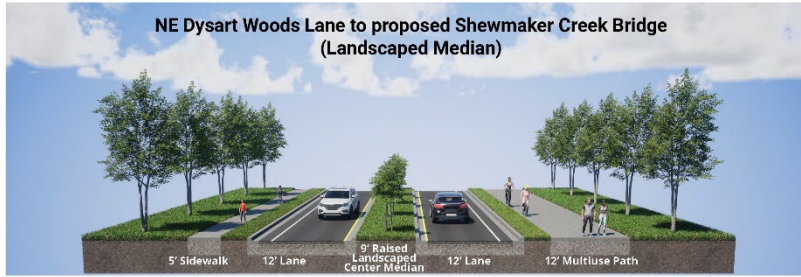 NE Dysart Woods Lane to proposed Shewmaker Creek Bridge
(Landscaped Median)
5' Sidewalk
12' Lane
9' Raised
Landscaped
Center Median
12' Lane
12' Multiuse Path